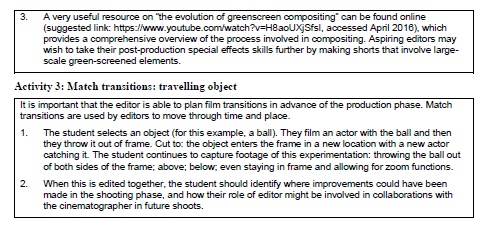 3. A very useful resource on "the evolution of greenscreen compositing" can be found online
(suggested link: https://www.youtube.com/watch?v=H8aoUXjSfsI, accessed April 2016), which
provides a comprehensive overview of the process involved in compositing. Aspiring editors may
wish to take their post-production special effects skills further by making shorts that involve large-
scale green-screened elements.
Activity 3: Match transitions: travelling object
It is important that the editor is able to plan film transitions in advance of the production phase. Match
transitions are used by editors to move through time and place.
1. The student selects an object (for this example, a ball). They film an actor with the ball and then
they throw it out of frame. Cut to: the object enters the frame in a new location with a new actor
catching it. The student continues to capture footage of this experimentation: throwing the ball out
of both sides of the frame; above; below; even staying in frame and allowing for zoom functions.
2. When this is edited together, the student should identify where improvements could have been
made in the shooting phase, and how their role of editor might be involved in collaborations with
the cinematographer in future shoots.